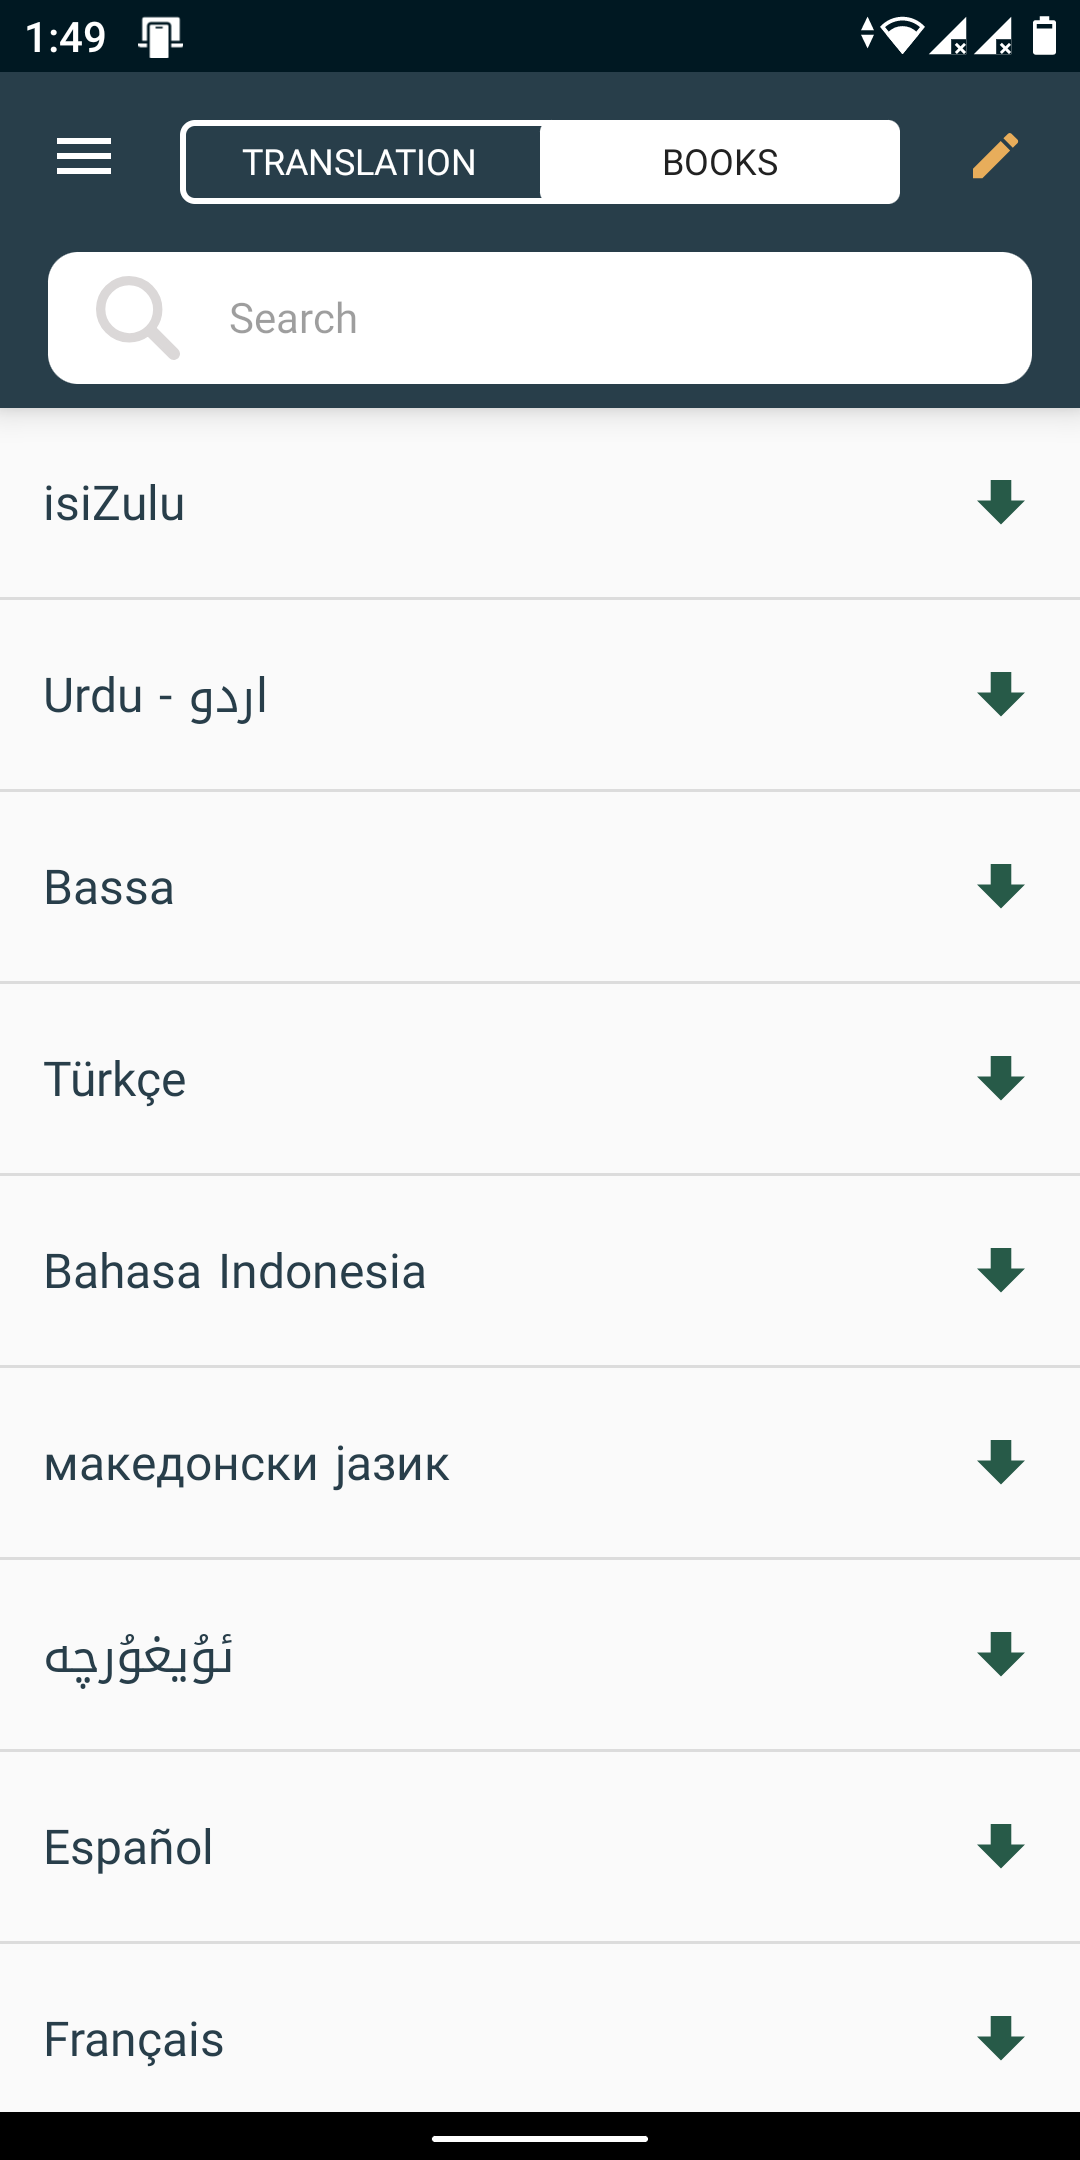 1:49
TRANSLATION
BOOKS
Search
isiZulu
Urdu - اردو
Bassa
Türkçe
Bahasa Indonesia
македонски јазик
ئۇيغۇرچە
Español
Français